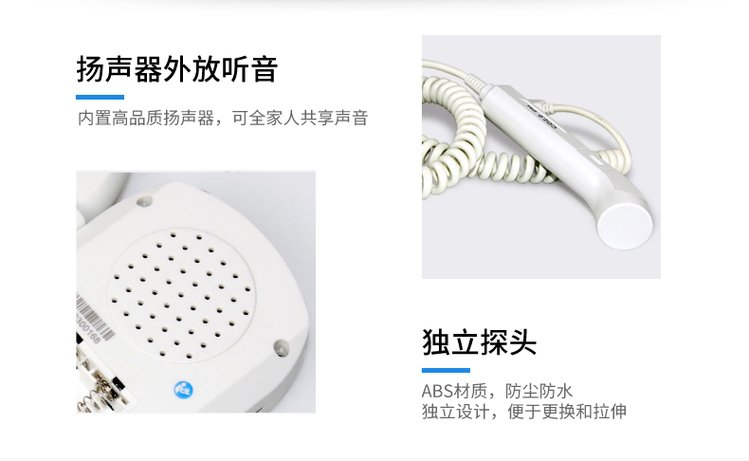 扬声器外放听音
内置高品质扬声器，可全家人共享声音
300168
独立探头
ABS材质，防尘防水
独立设计，便于更换和拉伸